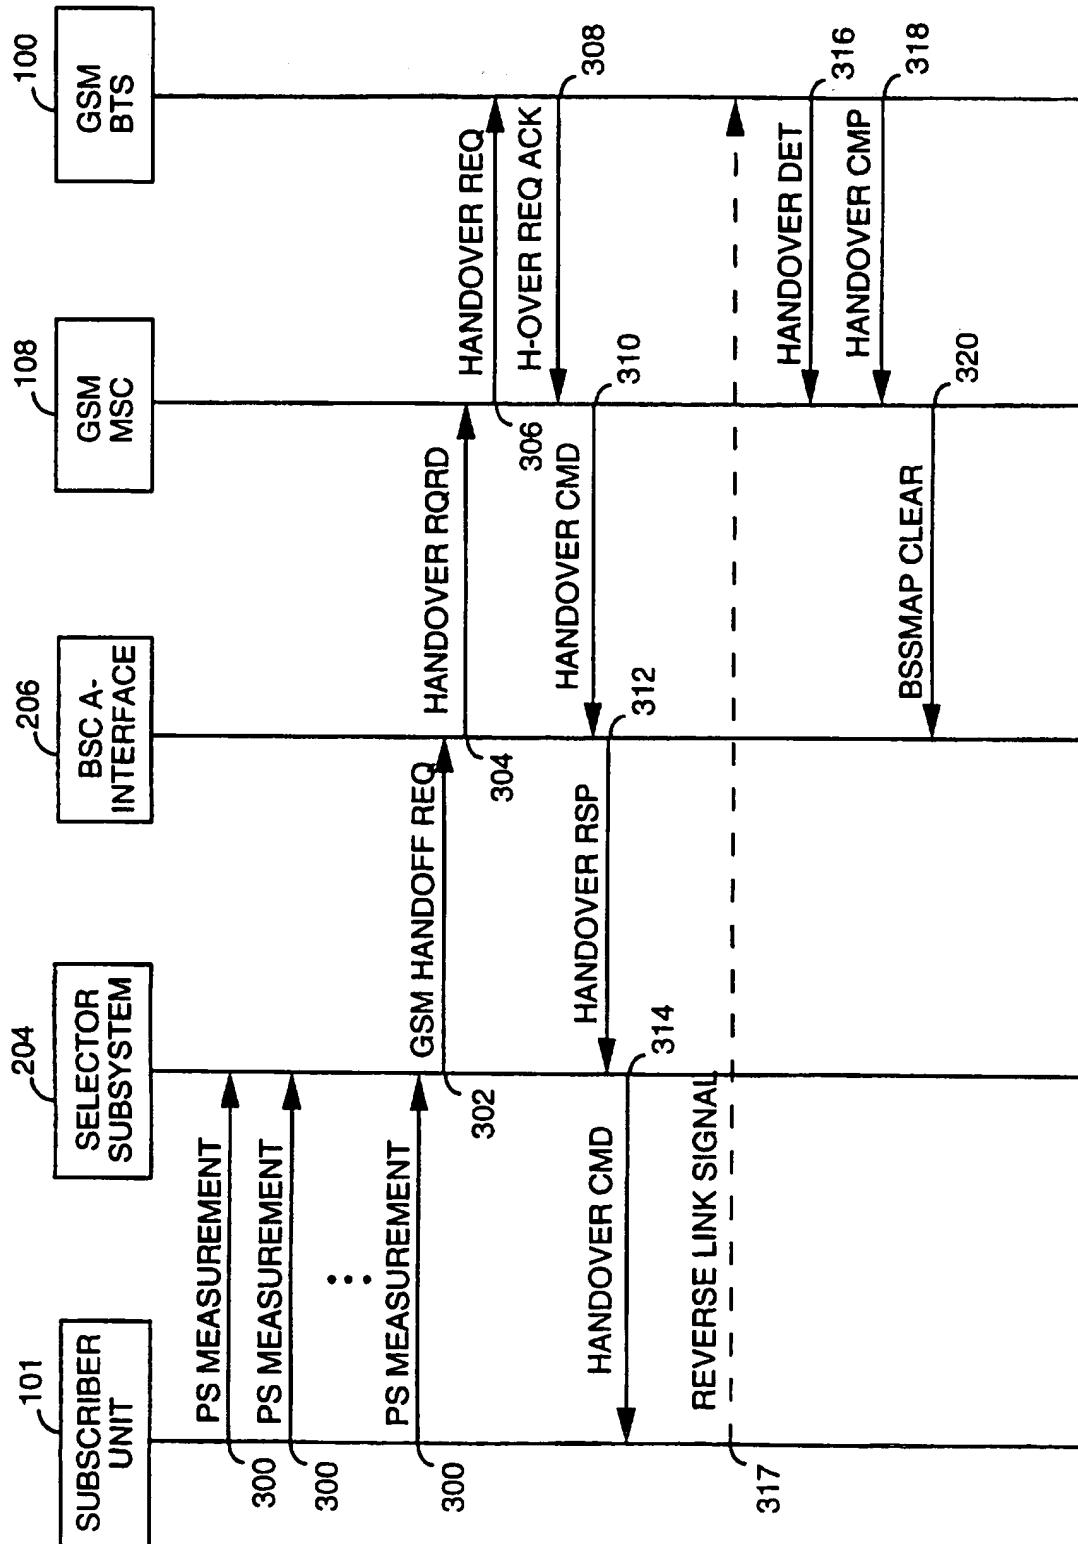 101
SUBSCRIBER
UNIT
204
SELECTOR
SUBSYSTEM
206
BSC A-
INTERFACE
108
GSM
MSC
100
GSM
BTS
PS MEASUREMENT
300
PS MEASUREMENT
300
PS MEASUREMENT
300
GSM HANDOFF REQ
302
HANDOVER RQRD
304
HANDOVER REQ
306
H-OVER REQ ACK
308
HANDOVER CMD
310
HANDOVER RSP
312
HANDOVER CMD
314
REVERSE LINK SIGNAL
317
HANDOVER DET
316
HANDOVER CMP
318
BSSMAP CLEAR
320